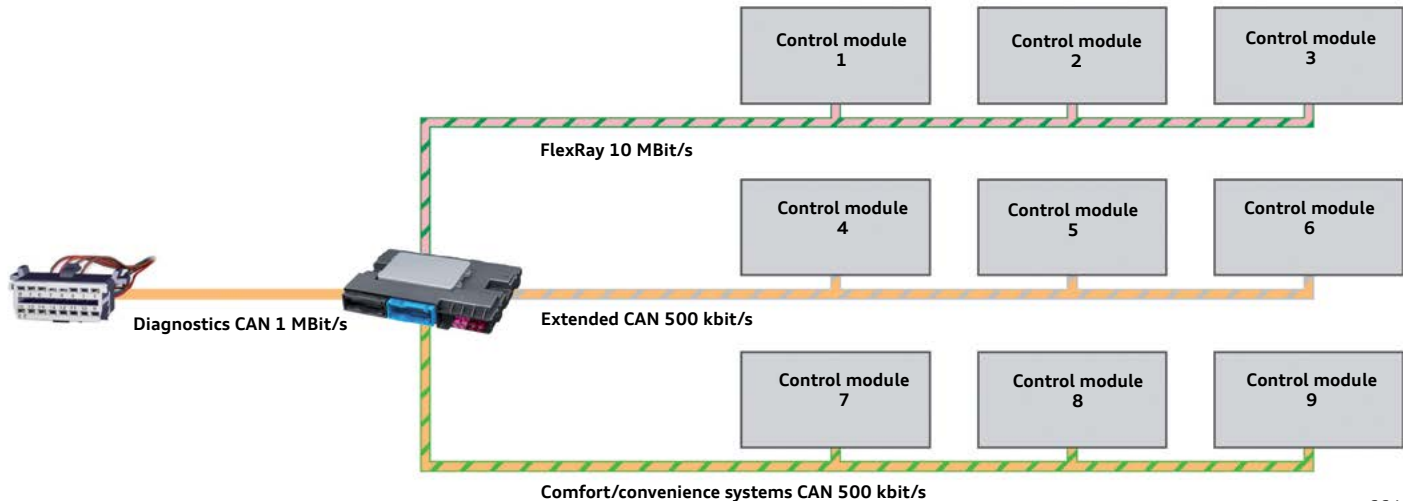 Control module
1
Control module
2
Control module
3
FlexRay 10 MBit/s
Control module
4
Control module
5
Control module
6
Diagnostics CAN 1 MBit/s
Extended CAN 500 kbit/s
Control module
7
Control module
8
Control module
9
Comfort/convenience systems CAN 500 kbit/s